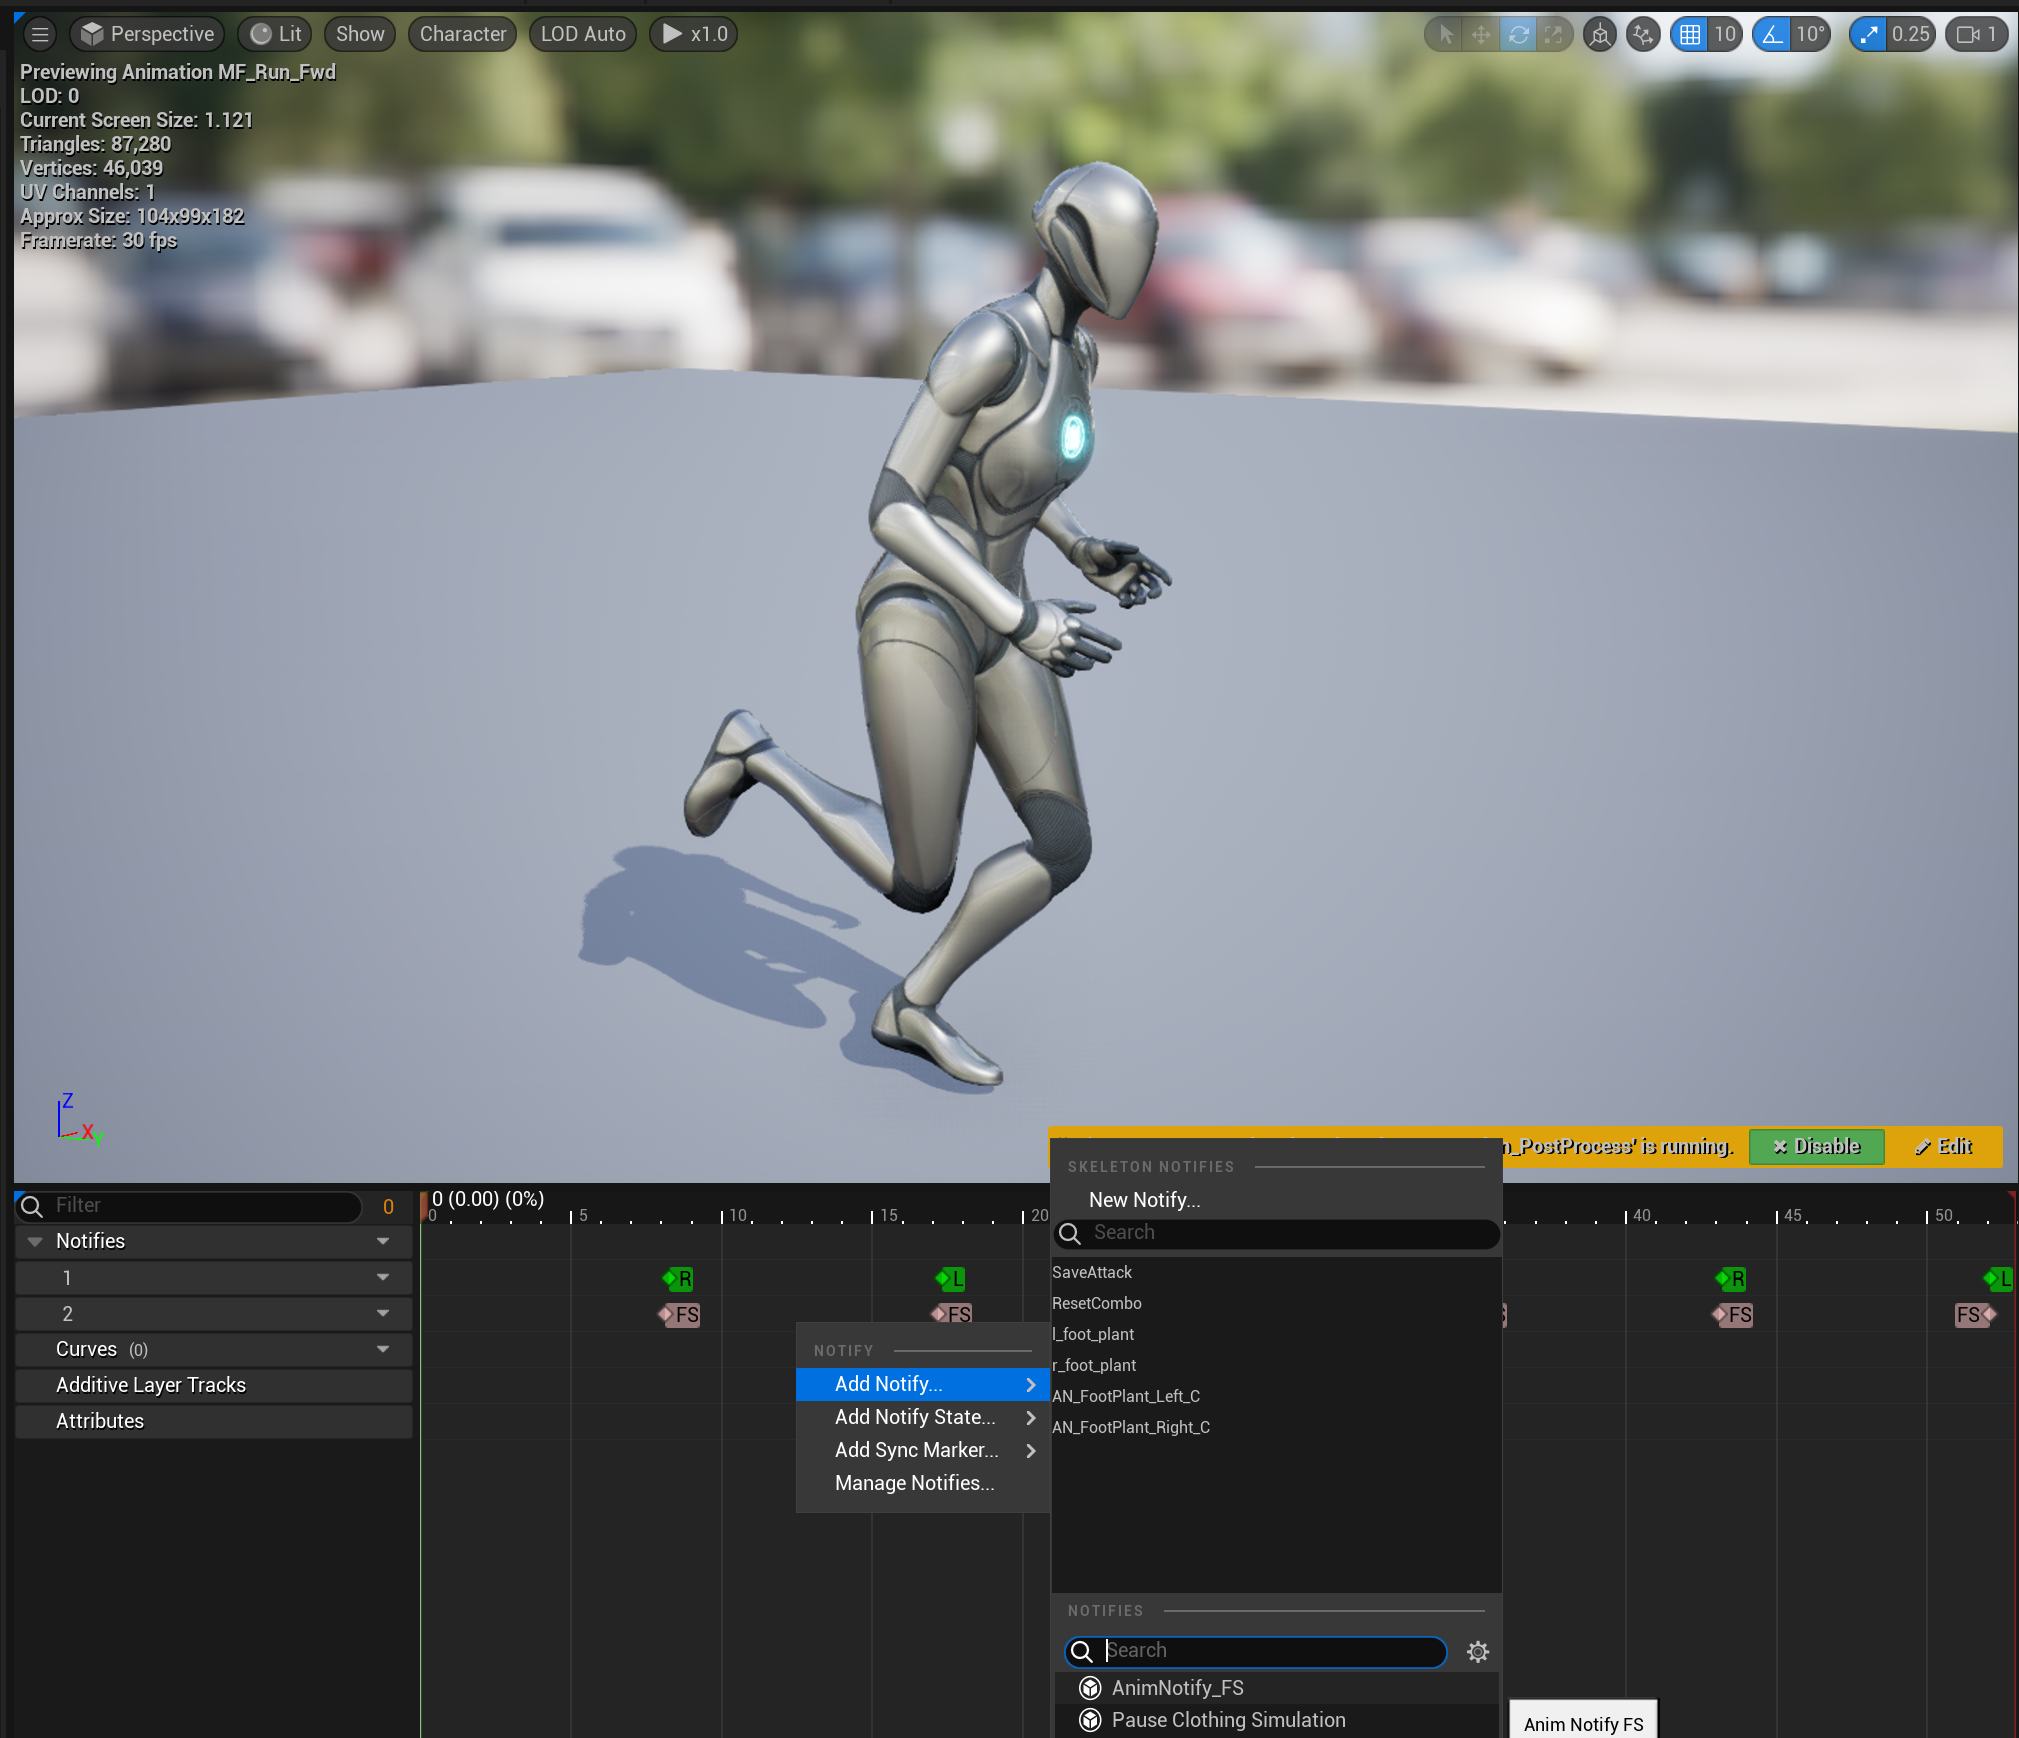 Perspective
Lit
Show
Character
LOD Auto
x1.0
10
10°
0.25
1
Previewing Animation MF_Run_Fwd
LOD: 0
Current Screen Size: 1.121
Triangles: 87,280
Vertices: 46,039
UV Channels: 1
Approx Size: 104x99x182
Framerate: 30 fps
Z
X
Y
_PostProcess' is running.
Disable
Edit
SKELETON NOTIFIES
New Notify...
Search
SaveAttack
ResetCombo
l_foot_plant
r_foot_plant
AN_FootPlant_Left_C
AN_FootPlant_Right_C
NOTIFIES
Search
AnimNotify_FS
Pause Clothing Simulation
Anim Notify FS
Filter
0
0 (0.00) (0%)
0
5
10
15
20
40
45
50
Notifies
1
R
L
R
L
2
FS
FS
FS
FS
Curves (0)
Additive Layer Tracks
Attributes
NOTIFY
Add Notify...
Add Notify State...
Add Sync Marker...
Manage Notifies...